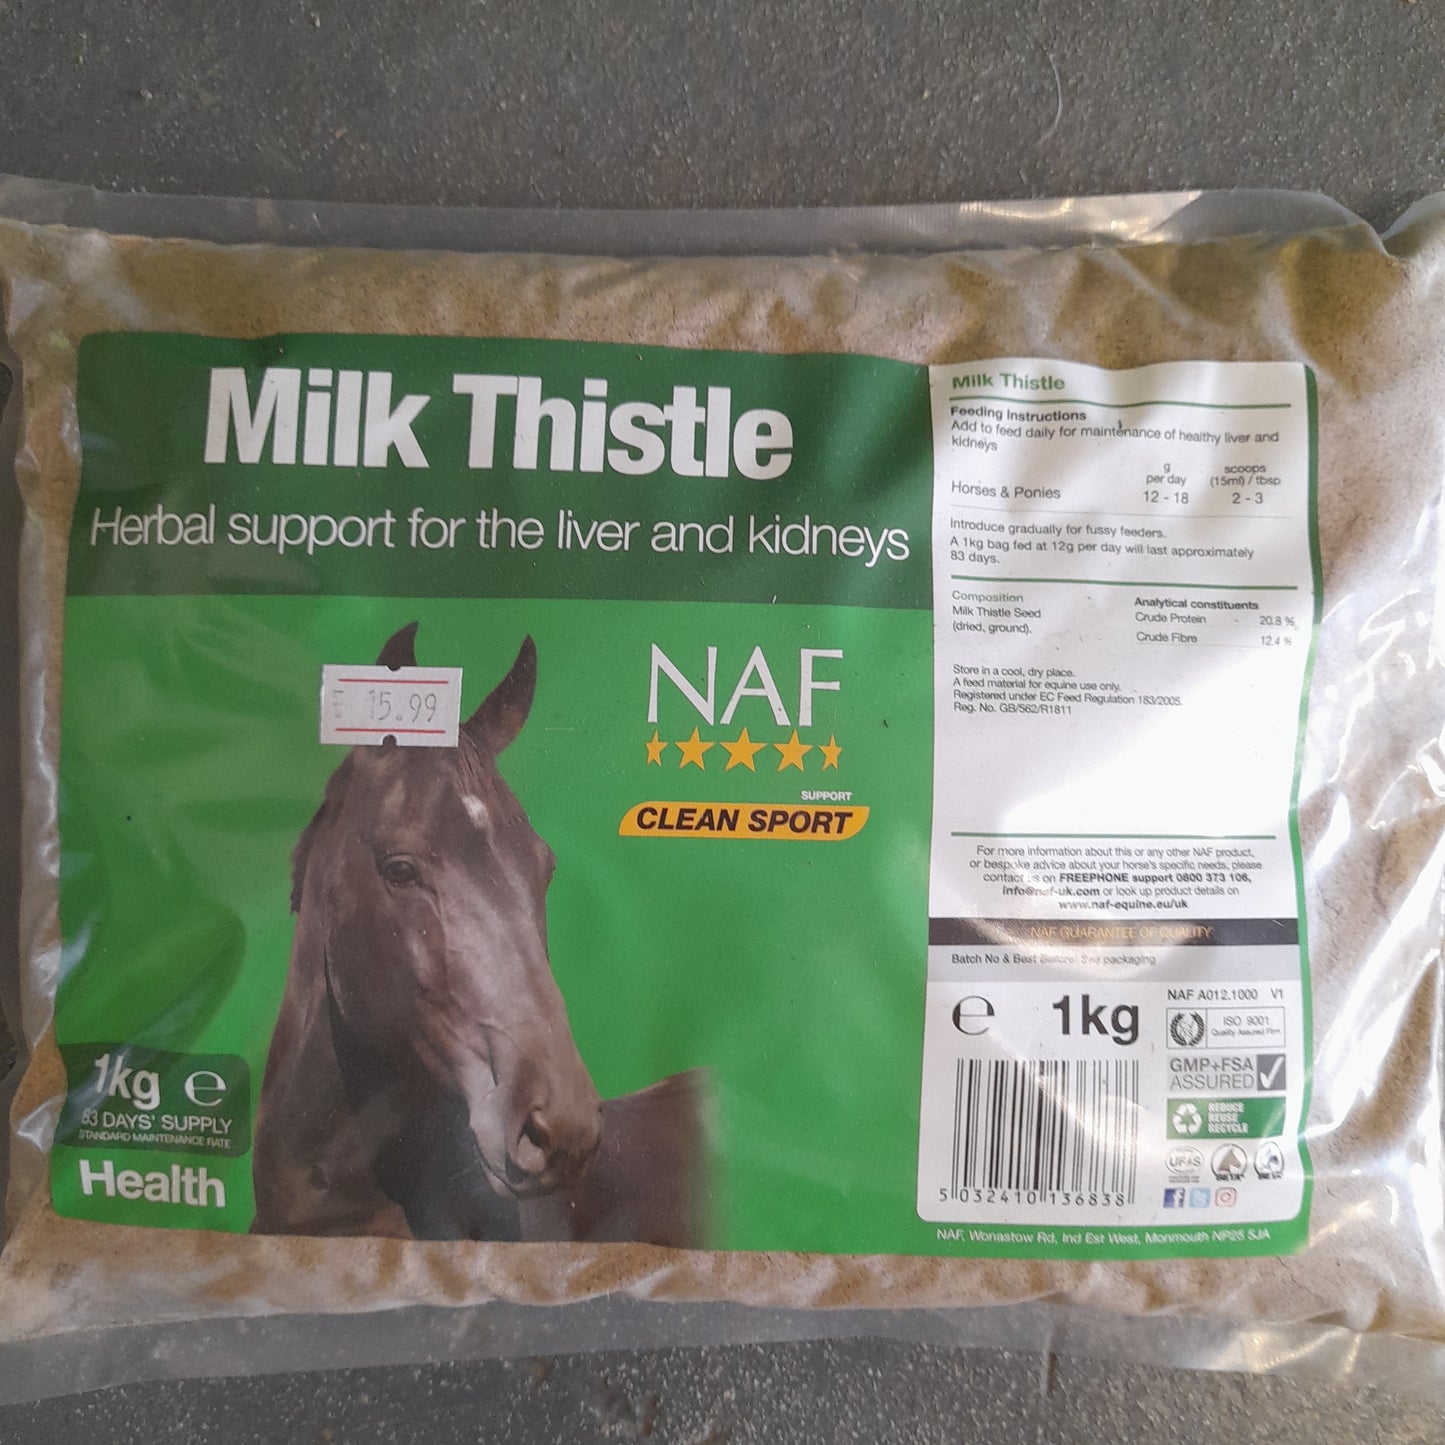 Milk Thistle
Herbal support for the liver and kidneys
15.99
NAF
SUPPORT
CLEAN SPORT
1kg e
83 DAYS' SUPPLY
STANDARD MAINTENANCE RATE
Health
Milk Thistle
Feeding Instructions
Add to feed daily for maintenance of healthy liver and
kidneys
g scoops
per day (15ml) / tbsp
Horses & Ponies 12 - 18 2 - 3
Introduce gradually for fussy feeders.
A 1kg bag fed at 12g per day will last approximately
83 days.
Composition Analytical constituents
Milk Thistle Seed Crude Protein 20.8 %
(dried, ground). Crude Fibre 12.4 %
Store in a cool, dry place.
A feed material for equine use only.
Registered under EC Feed Regulation 183/2005.
Reg. No. GB/562/R1811
For more information about this or any other NAF product,
or bespoke advice about your horse's specific needs, please
contact us on FREEPHONE support 0800 373 106,
info@naf-uk.com or look up product details on
www.naf-equine.eu/uk
NAF GUARANTEE OF QUALITY
Batch No & Best Before: See packaging
e 1kg
NAF A012.1000 V1
ISO 9001
Quality Assured Firm
GMP+FSA
ASSURED
REDUCE
REUSE
RECYCLE
UFAS
BETA
BETA
5 032410 136838
NAF, Wonastow Rd, Ind Est West, Monmouth NP25 5JA